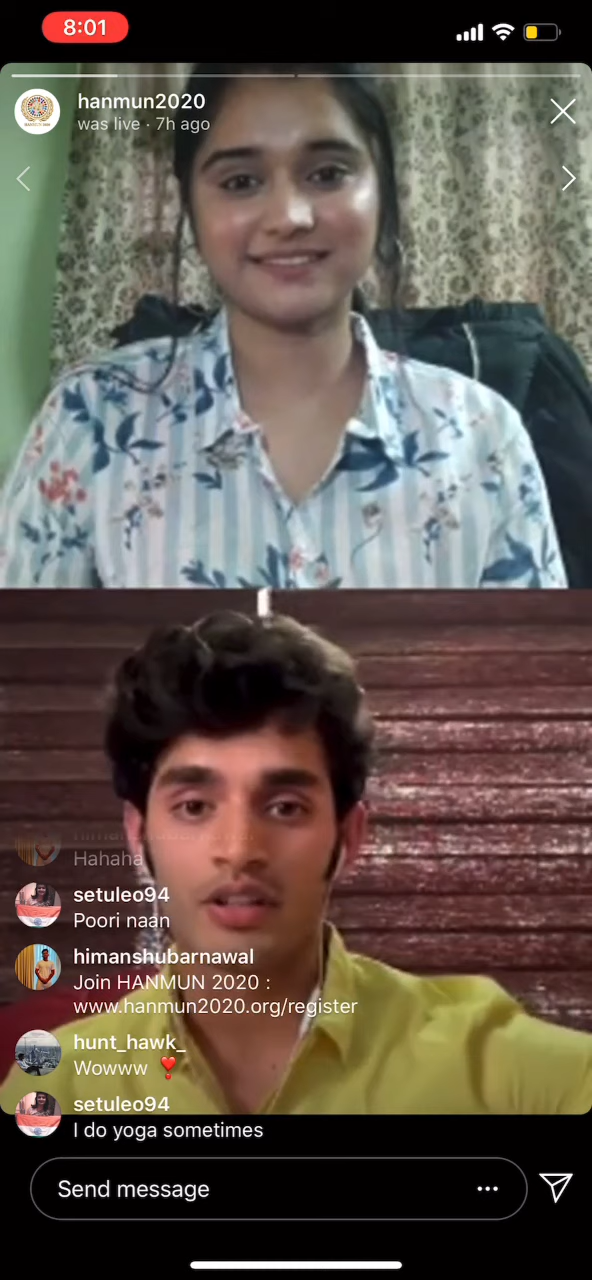 8:01
hanmun2020
was live · 7h ago
Hahaha
setuleo94
Poori naan
himanshubarnawal
Join HANMUN 2020 :
www.hanmun2020.org/register
hunt_hawk_
Wowww ❣️
setuleo94
I do yoga sometimes
Send message